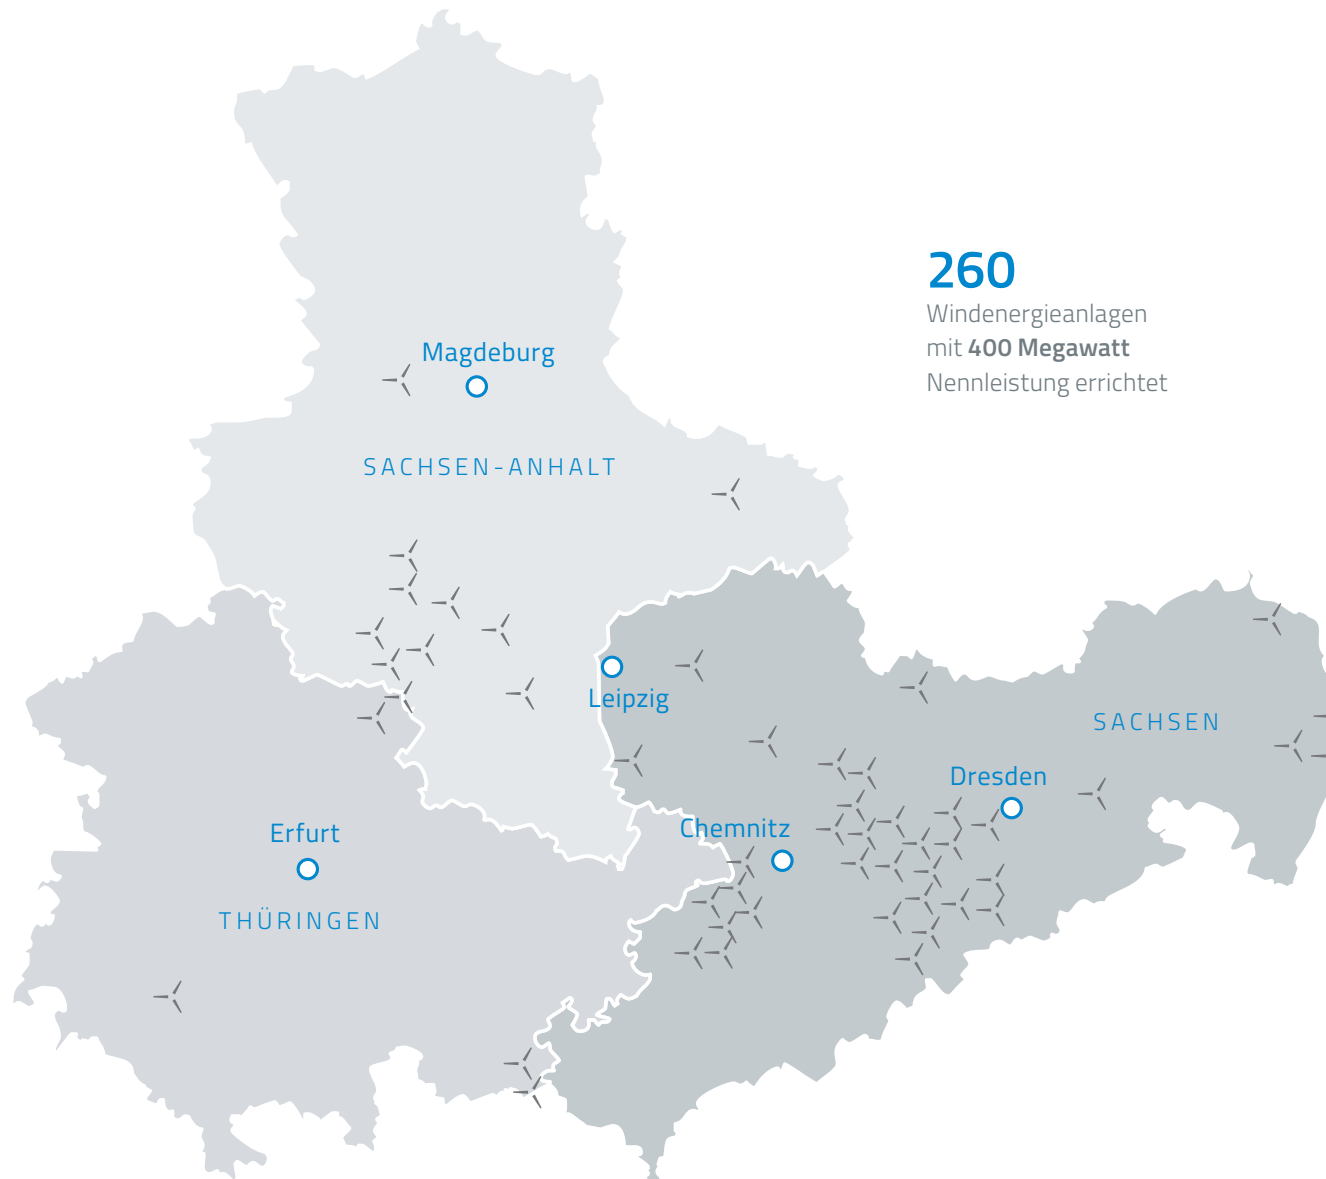 260
Windenergieanlagen
mit 400 Megawatt
Nennleistung errichtet
Magdeburg
SACHSEN-ANHALT
Leipzig
SACHSEN
Dresden
Chemnitz
Erfurt
THÜRINGEN